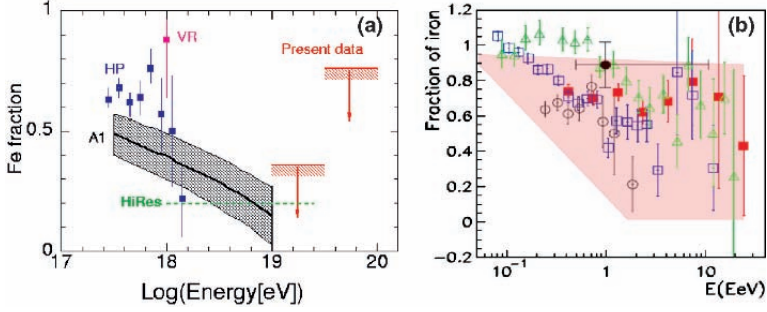 (a)
VR
HP
Present data
A1
HiRes
Fe fraction
1
0.5
0
17
18
19
20
Log(Energy[eV])
(b)
Fraction of iron
1.2
1
0.8
0.6
0.4
0.2
0
-0.2
10⁻¹
1
10
E(EeV)